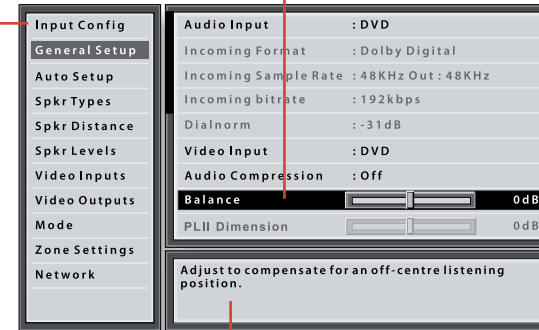 Input Config
General Setup
Auto Setup
Spkr Types
Spkr Distance
Spkr Levels
Video Inputs
Video Outputs
Mode
Zone Settings
Network
Audio Input : DVD
Incoming Format : Dolby Digital
Incoming Sample Rate : 48KHz Out : 48KHz
Incoming bitrate : 192kbps
Dialnorm : -31dB
Video Input : DVD
Audio Compression : Off
Balance 0dB
PLII Dimension 0dB
Adjust to compensate for an off-centre listening
position.